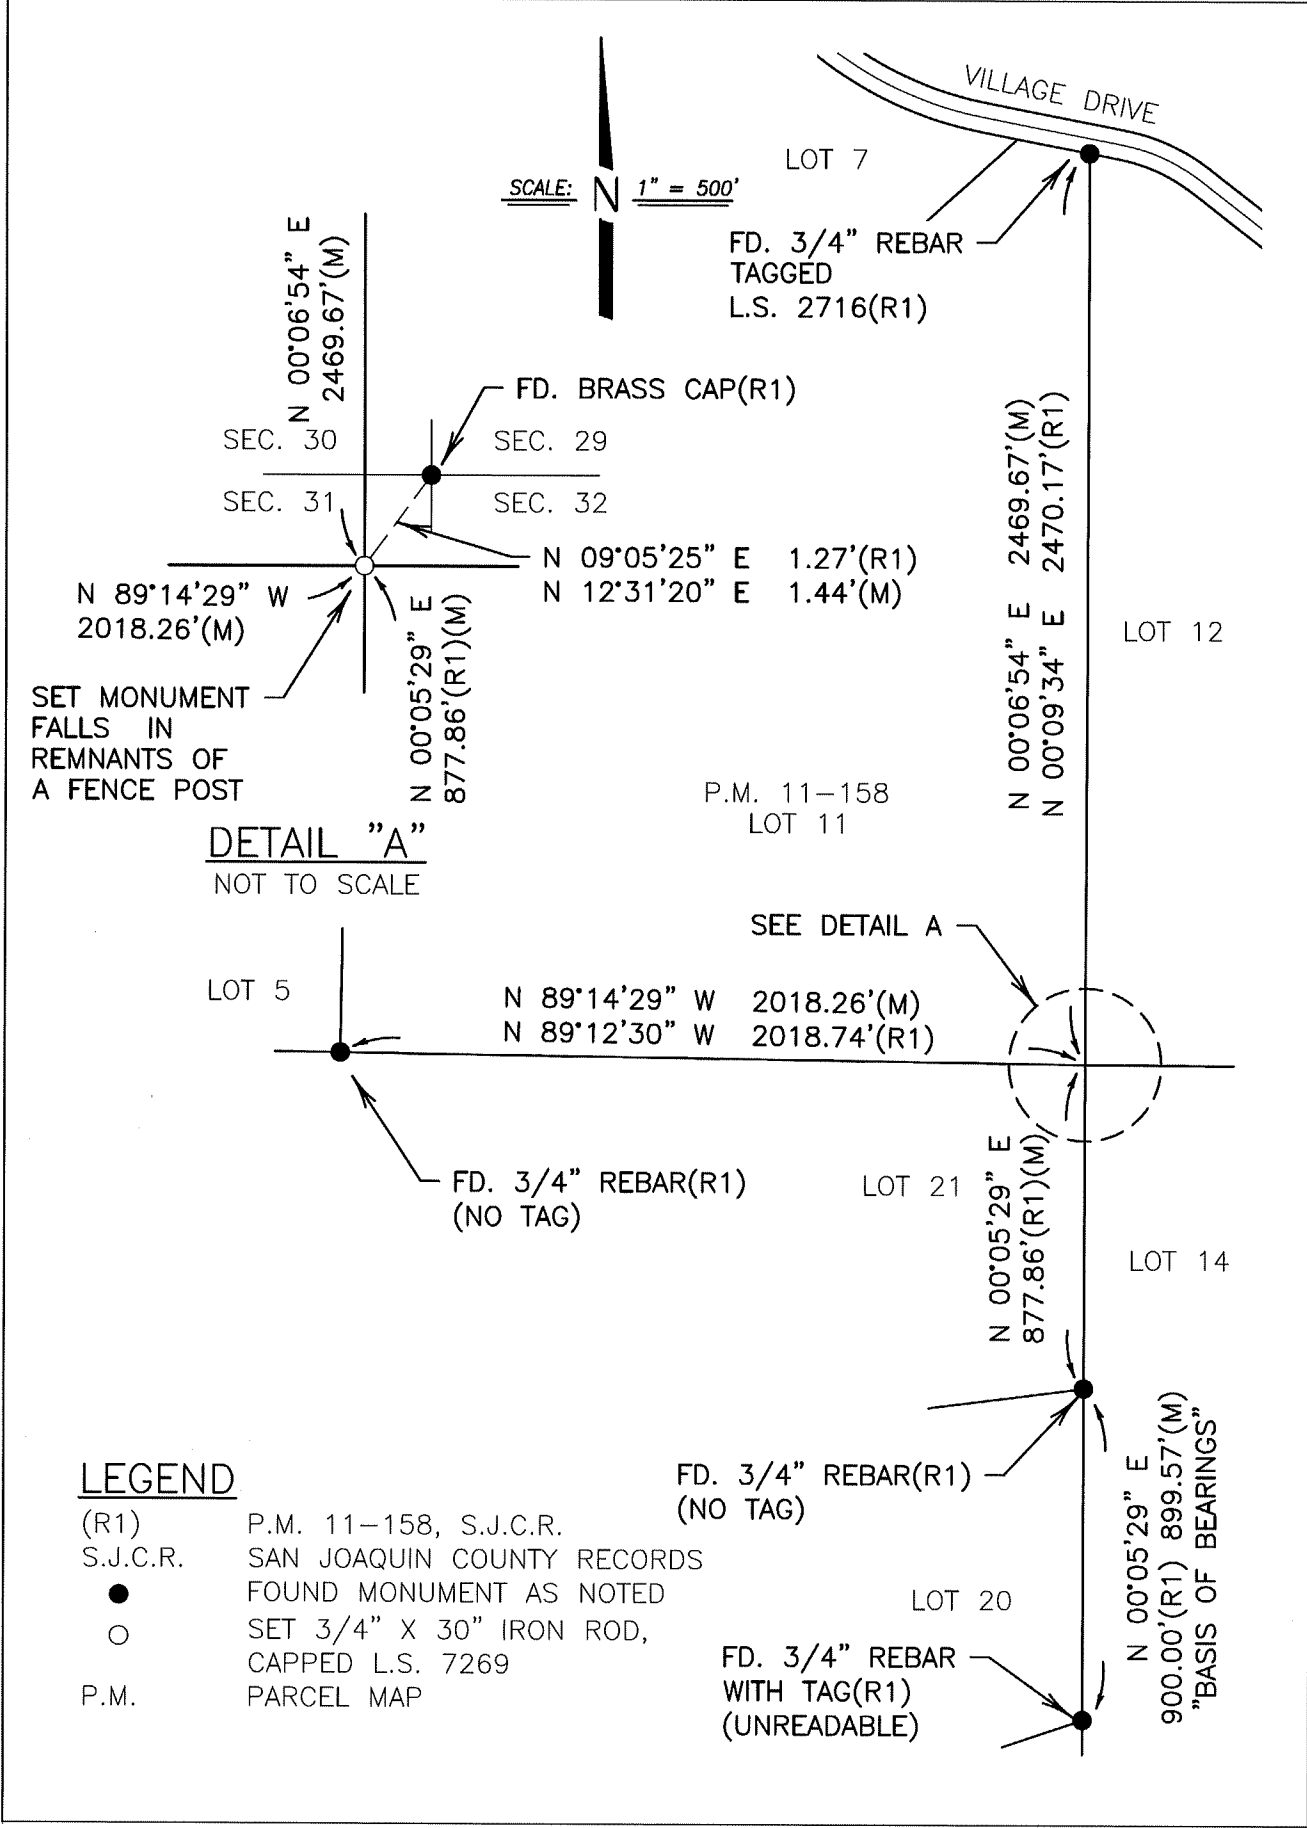 VILLAGE DRIVE
LOT 7
SCALE: N 1" = 500'
FD. 3/4" REBAR
TAGGED
L.S. 2716(R1)
N 00°06'54" E
2469.67'(M)
FD. BRASS CAP(R1)
SEC. 30
SEC. 29
SEC. 31
SEC. 32
N 09°05'25" E 1.27'(R1)
N 12°31'20" E 1.44'(M)
N 89°14'29" W
2018.26'(M)
SET MONUMENT
FALLS IN
REMNANTS OF
A FENCE POST
N 00°05'29" E
877.86'(R1)(M)
DETAIL "A"
NOT TO SCALE
N 00°06'54" E 2469.67'(M)
N 00°09'34" E 2470.17'(R1)
LOT 12
P.M. 11-158
LOT 11
SEE DETAIL A
LOT 5
N 89°14'29" W 2018.26'(M)
N 89°12'30" W 2018.74'(R1)
FD. 3/4" REBAR(R1)
(NO TAG)
LOT 21
N 00°05'29" E
877.86'(R1)(M)
LOT 14
FD. 3/4" REBAR(R1)
(NO TAG)
N 00°05'29" E
900.00'(R1) 899.57'(M)
"BASIS OF BEARINGS"
LOT 20
FD. 3/4" REBAR
WITH TAG(R1)
(UNREADABLE)
LEGEND
(R1) P.M. 11-158, S.J.C.R.
S.J.C.R. SAN JOAQUIN COUNTY RECORDS
FOUND MONUMENT AS NOTED
SET 3/4" X 30" IRON ROD,
CAPPED L.S. 7269
P.M. PARCEL MAP